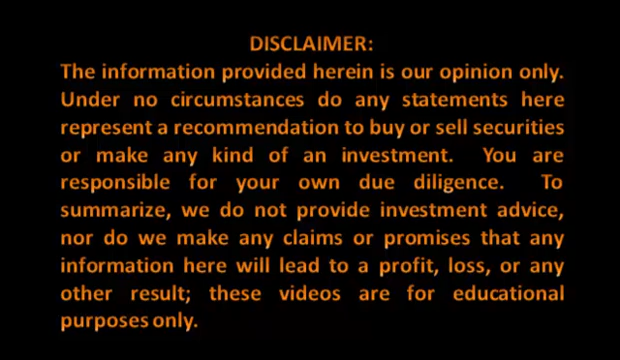 DISCLAIMER:
The information provided herein is our opinion only.
Under no circumstances do any statements here
represent a recommendation to buy or sell securities
or make any kind of an investment. You are
responsible for your own due diligence. To
summarize, we do not provide investment advice,
nor do we make any claims or promises that any
information here will lead to a profit, loss, or any
other result; these videos are for educational
purposes only.